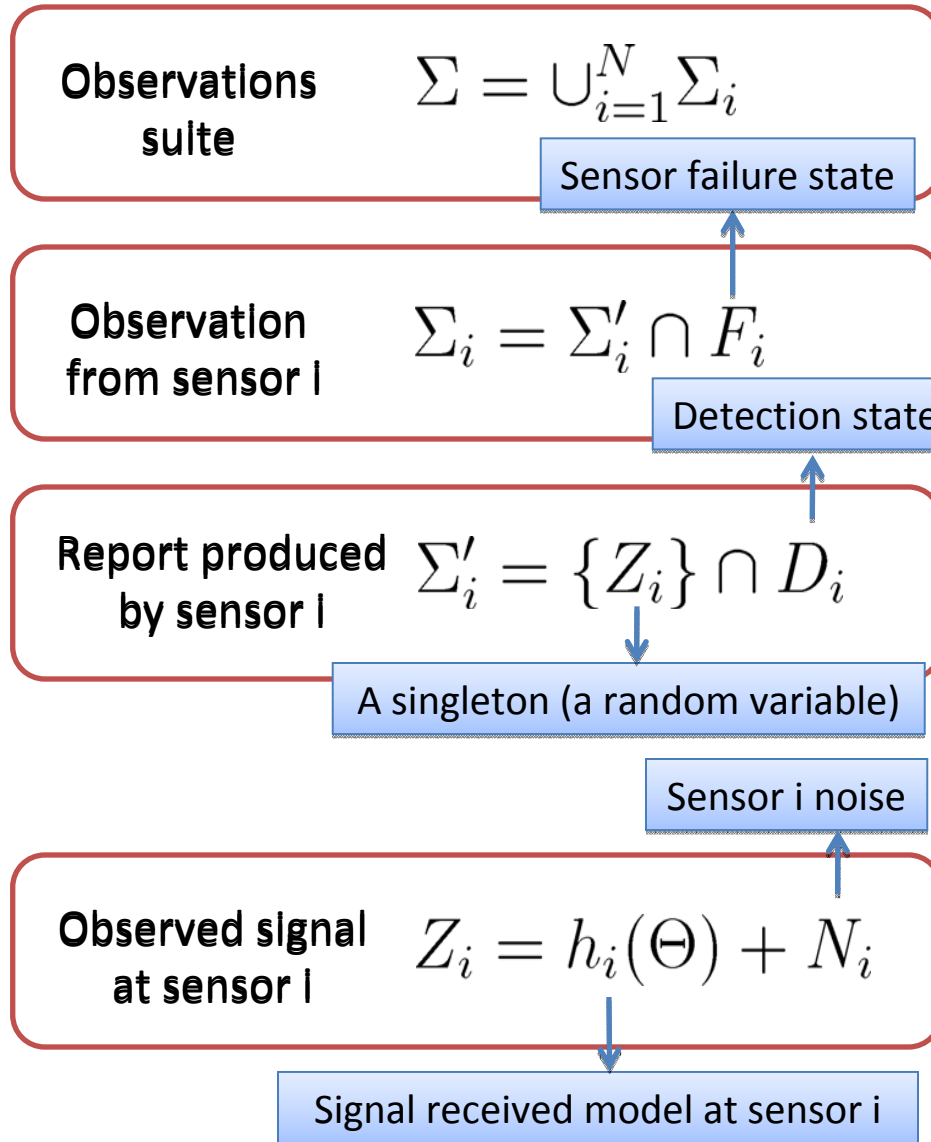 Observations
suite
Σ = ∪_{i=1}^{N} Σ_i
Sensor failure state
Observation
from sensor i
Σ_i = Σ′_i ∩ F_i
Detection state
Report produced
by sensor i
Σ′_i = {Z_i} ∩ D_i
A singleton (a random variable)
Sensor i noise
Observed signal
at sensor i
Z_i = h_i(Θ) + N_i
Signal received model at sensor i